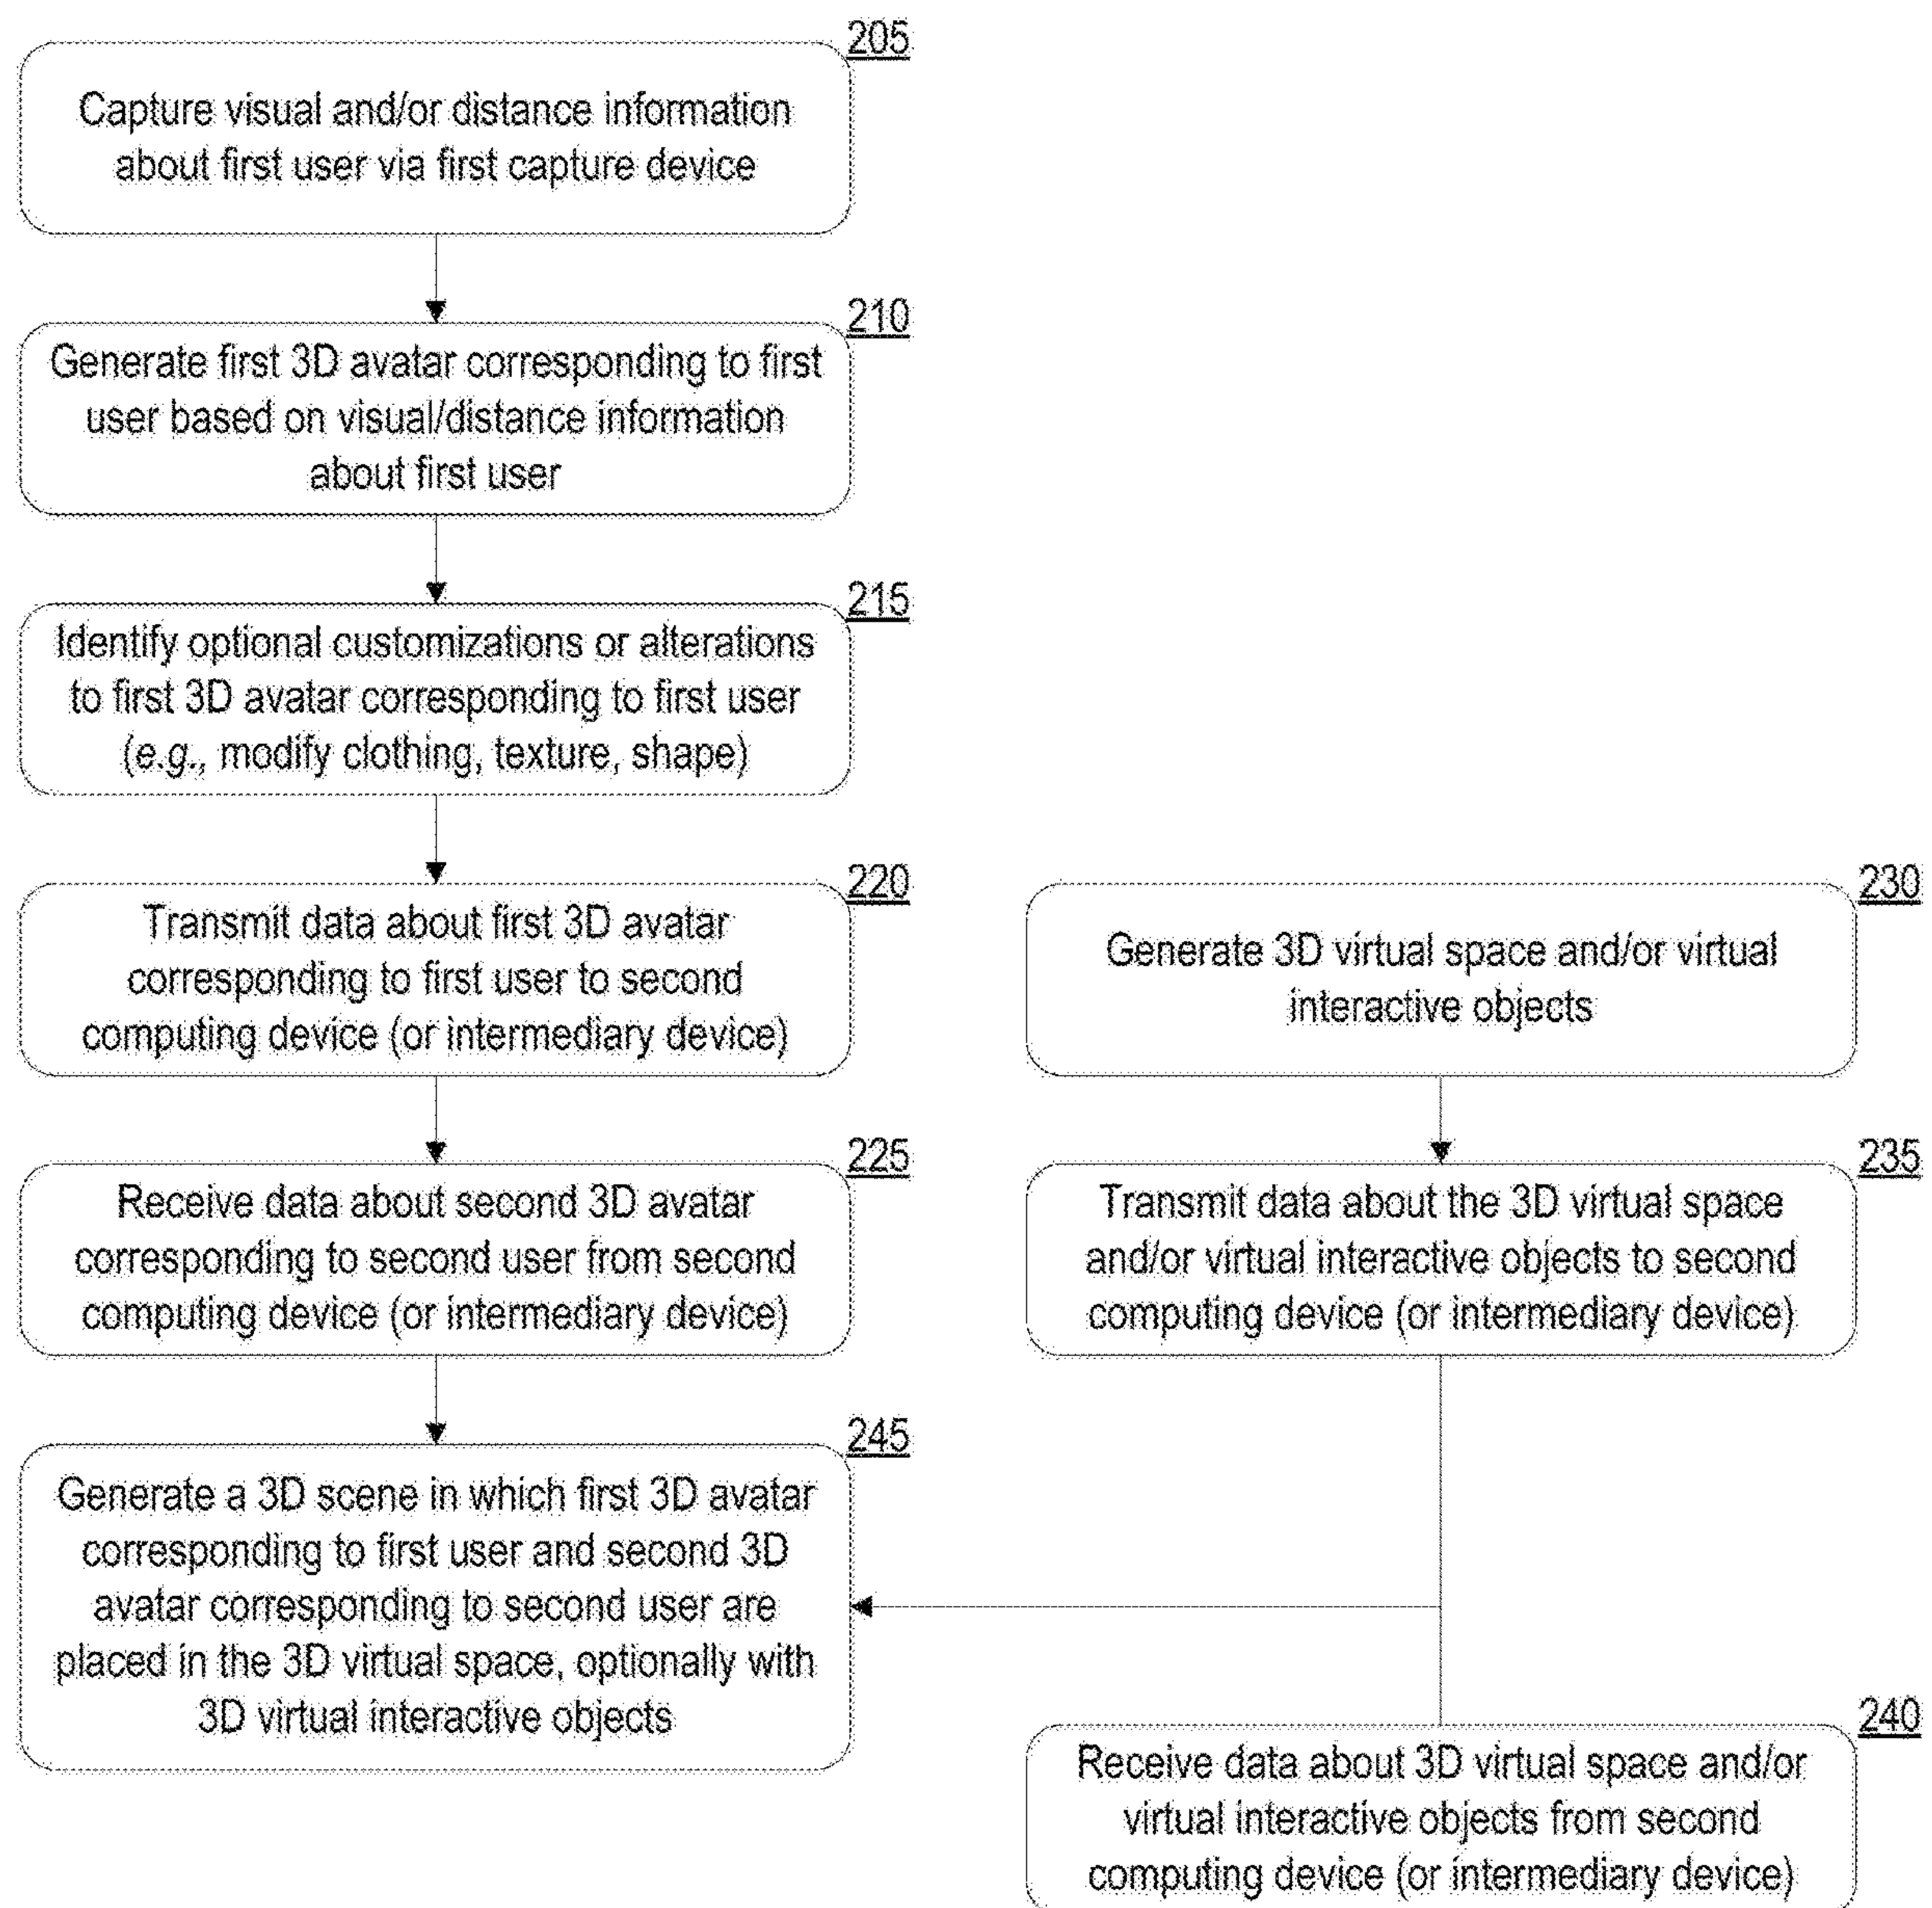 205
Capture visual and/or distance information
about first user via first capture device
210
Generate first 3D avatar corresponding to first
user based on visual/distance information
about first user
215
Identify optional customizations or alterations
to first 3D avatar corresponding to first user
(e.g., modify clothing, texture, shape)
220
Transmit data about first 3D avatar
corresponding to first user to second
computing device (or intermediary device)
225
Receive data about second 3D avatar
corresponding to second user from second
computing device (or intermediary device)
245
Generate a 3D scene in which first 3D avatar
corresponding to first user and second 3D
avatar corresponding to second user are
placed in the 3D virtual space, optionally with
3D virtual interactive objects
230
Generate 3D virtual space and/or virtual
interactive objects
235
Transmit data about the 3D virtual space
and/or virtual interactive objects to second
computing device (or intermediary device)
240
Receive data about 3D virtual space and/or
virtual interactive objects from second
computing device (or intermediary device)